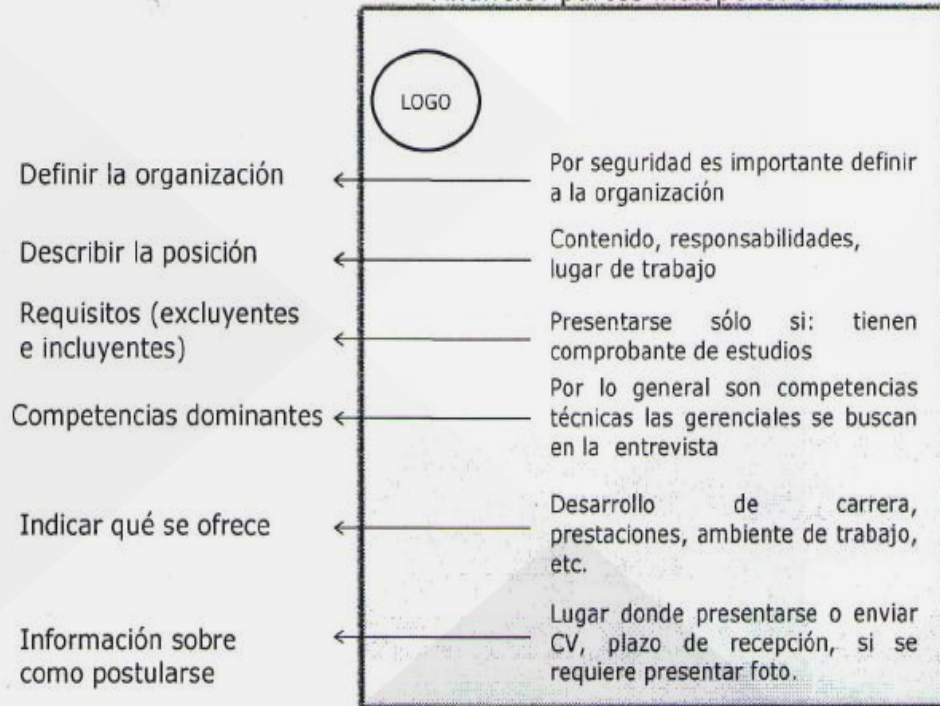 LOGO
Definir la organización
Por seguridad es importante definir
a la organización
Describir la posición
Contenido, responsabilidades,
lugar de trabajo
Requisitos (excluyentes
e incluyentes)
Presentarse sólo si: tienen
comprobante de estudios
Competencias dominantes
Por lo general son competencias
técnicas las gerenciales se buscan
en la entrevista
Indicar qué se ofrece
Desarrollo de carrera,
prestaciones, ambiente de trabajo,
etc.
Información sobre
como postularse
Lugar donde presentarse o enviar
CV, plazo de recepción, si se
requiere presentar foto.